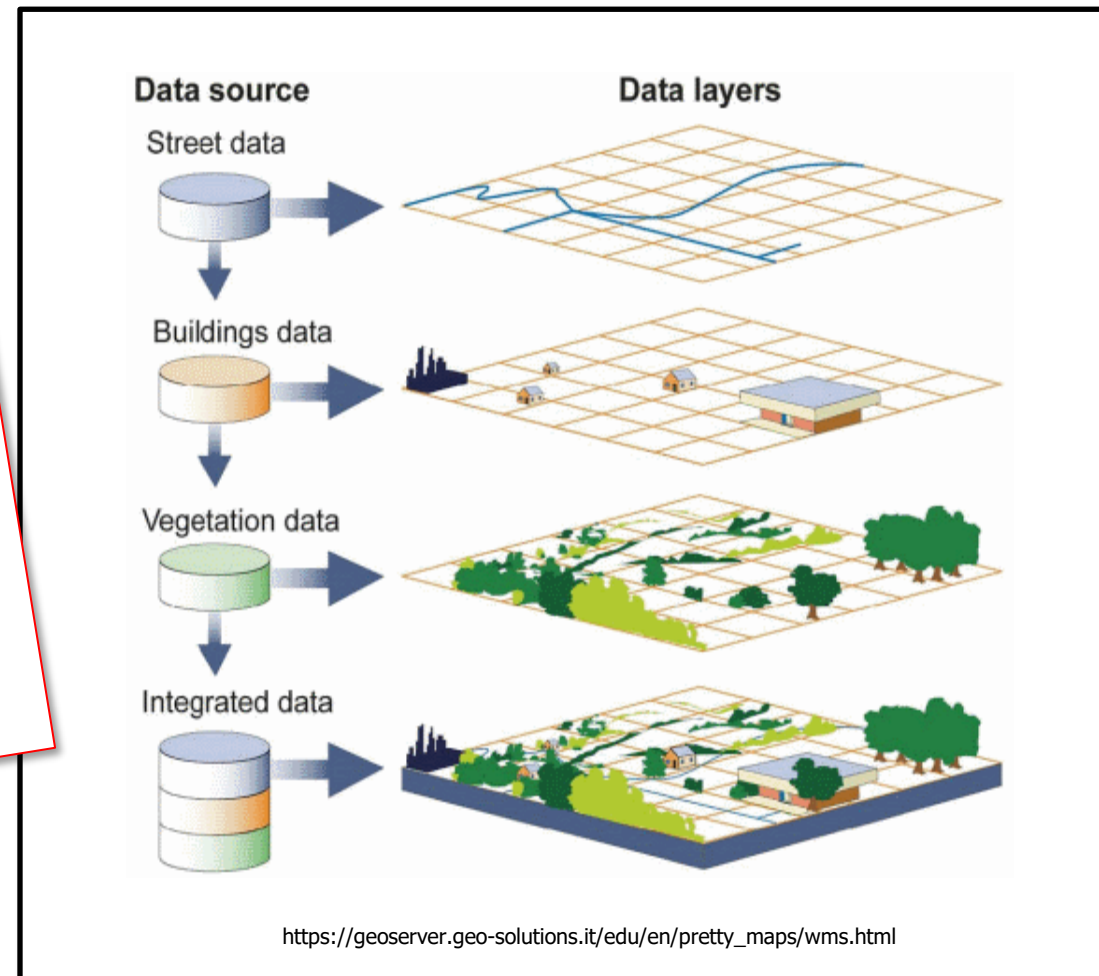 Data source
Data layers
Street data
Buildings data
Vegetation data
Integrated data
https://geoserver.geo-solutions.it/edu/en/pretty_maps/wms.html